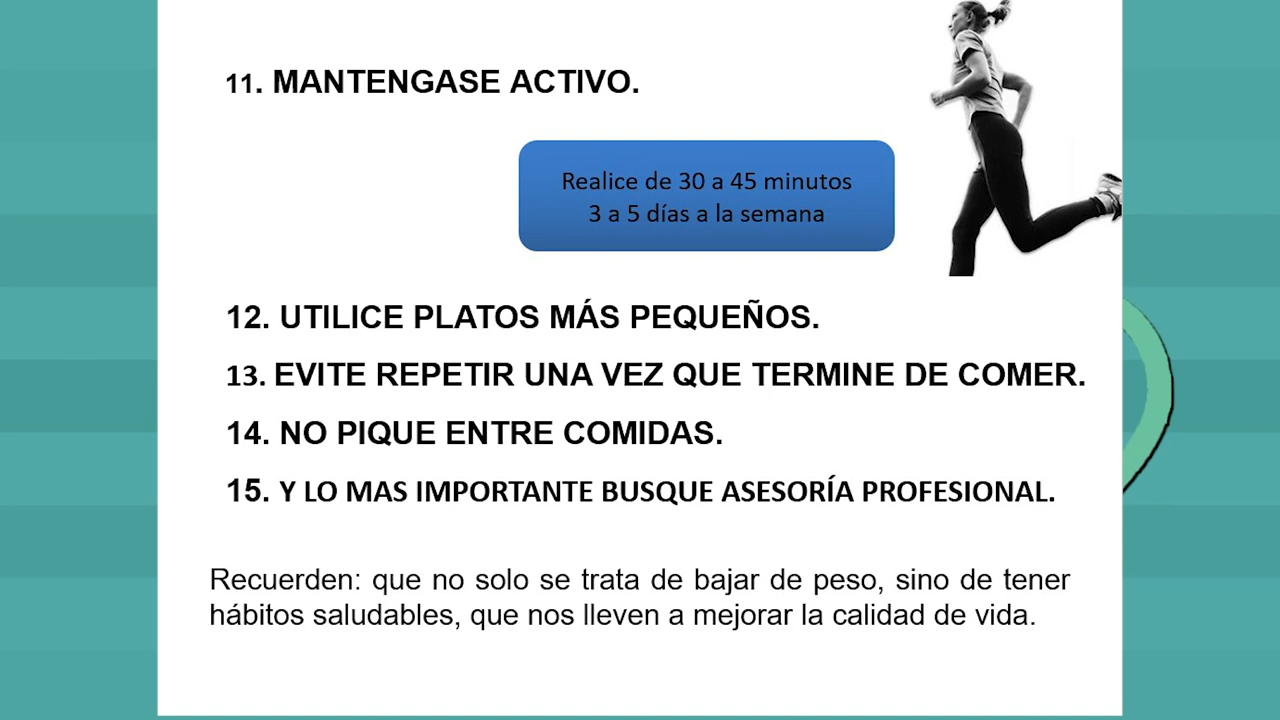 11. MANTENGASE ACTIVO.
Realice de 30 a 45 minutos
3 a 5 días a la semana
12. UTILICE PLATOS MÁS PEQUEÑOS.
13. EVITE REPETIR UNA VEZ QUE TERMINE DE COMER.
14. NO PIQUE ENTRE COMIDAS.
15. Y LO MAS IMPORTANTE BUSQUE ASESORÍA PROFESIONAL.
Recuerden: que no solo se trata de bajar de peso, sino de tener
hábitos saludables, que nos lleven a mejorar la calidad de vida.